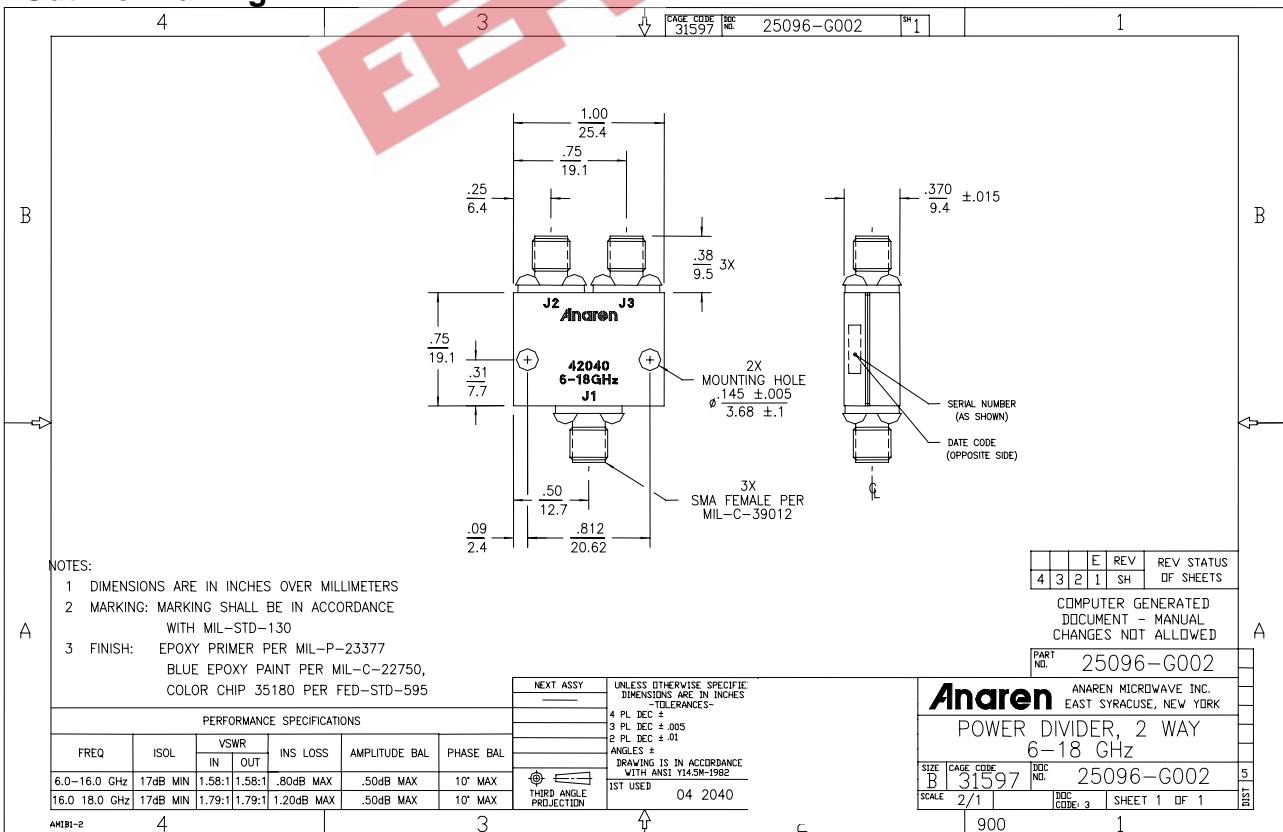 4
3
CAGE CODE 31597
DOC NO. 25096-G002
SH 1
1
1.00
25.4
.75
19.1
.25
6.4
.370
9.4 ±.015
B
B
.38
9.5 3X
J2 J3
Anaren
.75
19.1
.31
7.7
42040
6-18GHz
J1
2X
MOUNTING HOLE
ø .145 ±.005
3.68 ±.1
SERIAL NUMBER
(AS SHOWN)
DATE CODE
(OPPOSITE SIDE)
.50
12.7
3X
SMA FEMALE PER
MIL-C-39012
.09
2.4
.812
20.62
NOTES:
1 DIMENSIONS ARE IN INCHES OVER MILLIMETERS
2 MARKING: MARKING SHALL BE IN ACCORDANCE
WITH MIL-STD-130
3 FINISH: EPOXY PRIMER PER MIL-P-23377
BLUE EPOXY PAINT PER MIL-C-22750,
COLOR CHIP 35180 PER FED-STD-595
A
A
E REV REV STATUS
4 3 2 1 SH OF SHEETS
COMPUTER GENERATED
DOCUMENT - MANUAL
CHANGES NOT ALLOWED
PART NO. 25096-G002
PERFORMANCE SPECIFICATIONS
FREQ ISOL VSWR INS LOSS AMPLITUDE BAL PHASE BAL
IN OUT
6.0-16.0 GHz 17dB MIN 1.58:1 1.58:1 .80dB MAX .50dB MAX 10° MAX
16.0 18.0 GHz 17dB MIN 1.79:1 1.79:1 1.20dB MAX .50dB MAX 10° MAX
NEXT ASSY
UNLESS OTHERWISE SPECIFIE
DIMENSIONS ARE IN INCHES
-TOLERANCES-
4 PL DEC ±
3 PL DEC ±.005
2 PL DEC ±.01
ANGLES ±
DRAWING IS IN ACCORDANCE
WITH ANSI Y14.5M-1982
THIRD ANGLE
PROJECTION
1ST USED
04 2040
Anaren
ANAREN MICROWAVE INC.
EAST SYRACUSE, NEW YORK
POWER DIVIDER, 2 WAY
6-18 GHz
SIZE B
CAGE CODE 31597
DOC NO. 25096-G002
SCALE 2/1
DOC CODE: 3
SHEET 1 OF 1
5
DIST
AMIB1-2
4
3
900
1